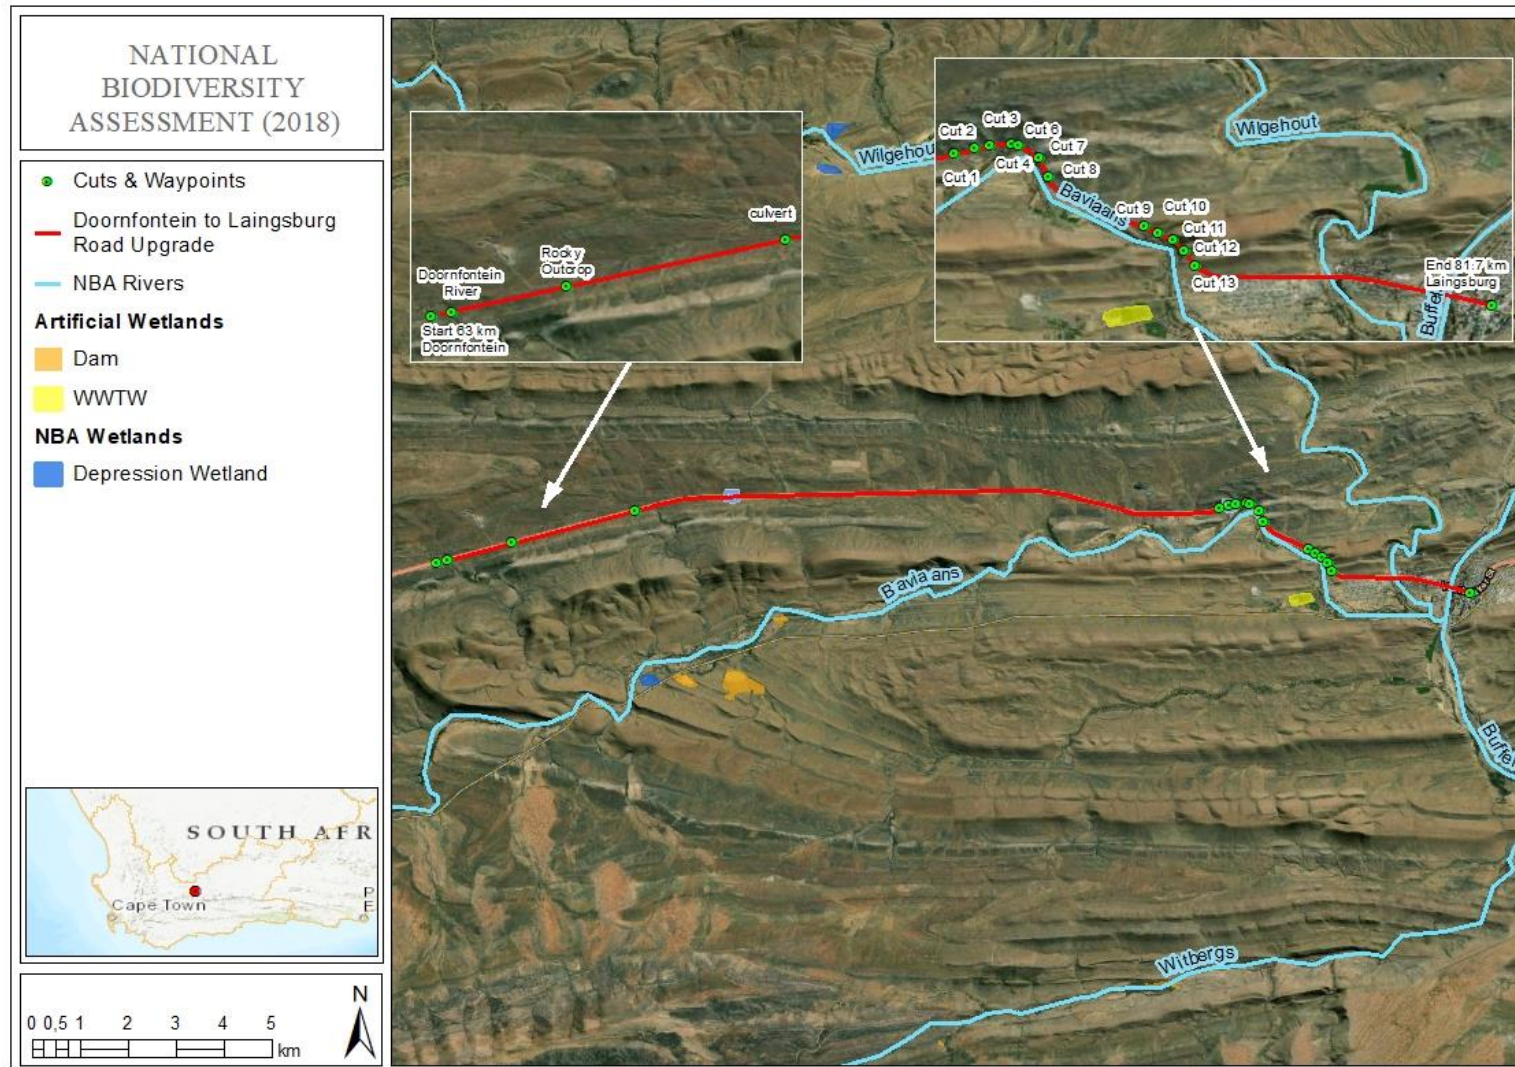 NATIONAL
BIODIVERSITY
ASSESSMENT (2018)
Cuts & Waypoints
Doornfontein to Laingsburg
Road Upgrade
NBA Rivers
Artificial Wetlands
Dam
WWTW
NBA Wetlands
Depression Wetland
SOUTH AFR
Cape Town
P
E
0 0,5 1 2 3 4 5
km
N
Doornfontein
River
Start 63 km
Doornfontein
Rocky
Outcrop
culvert
Wilgehou
Cut 1
Cut 2
Cut 3
Cut 4
Cut 6
Cut 7
Cut 8
Baviaans
Cut 9
Cut 10
Cut 11
Cut 12
Cut 13
Wilgehout
End 81.7 km
Laingsburg
Buffel
Baviaans
Buffel
Witbergs